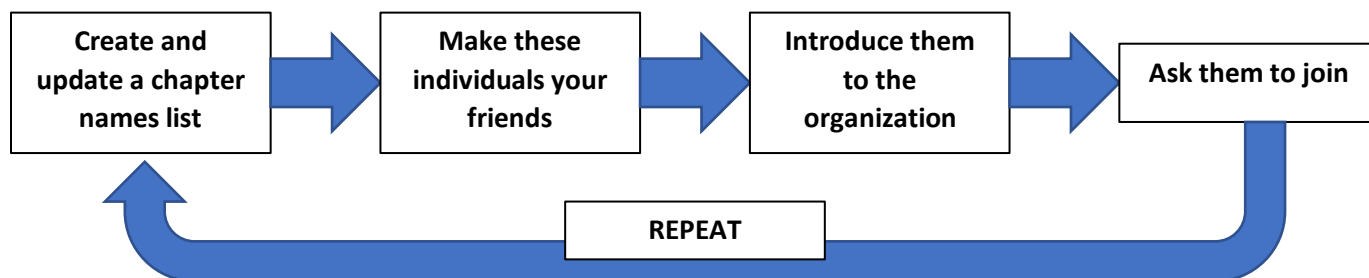 Create and
update a chapter
names list
Make these
individuals your
friends
Introduce them
to the
organization
Ask them to join
REPEAT